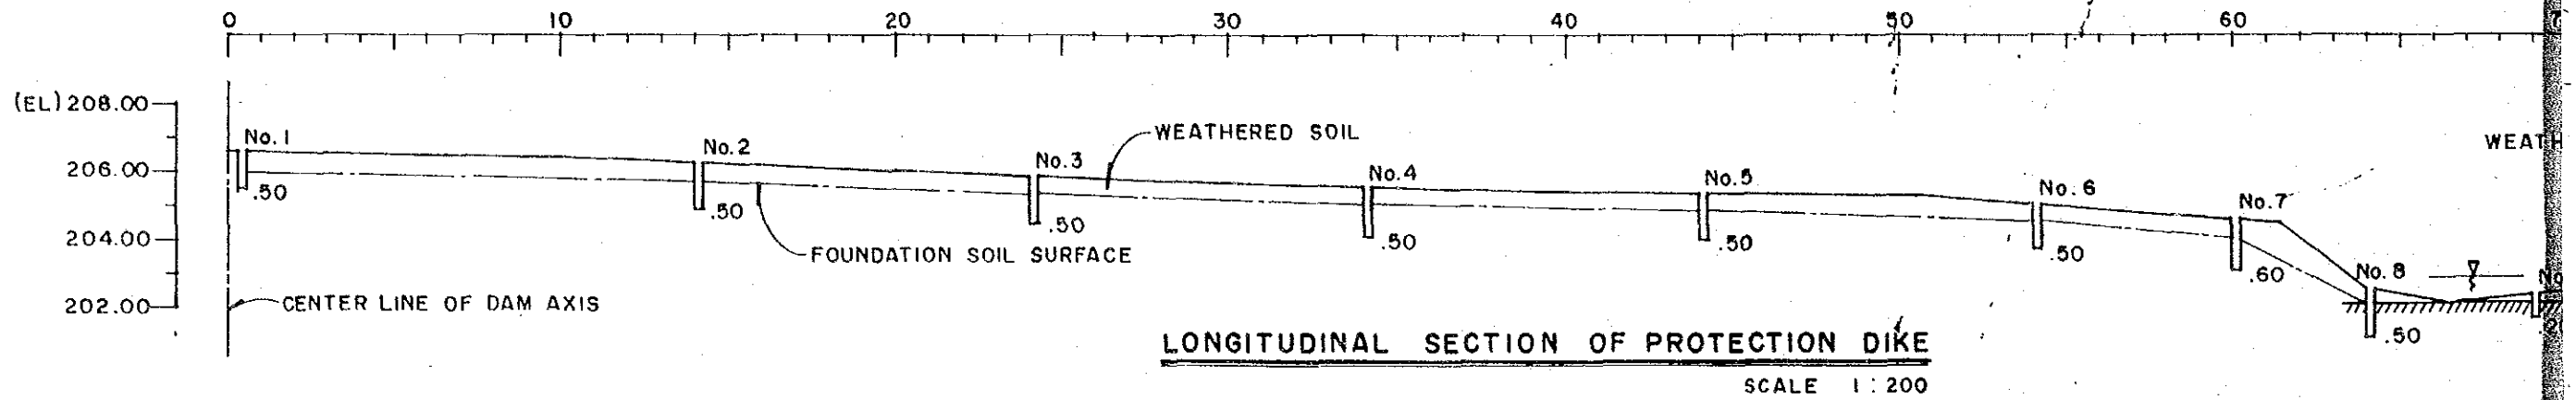 0 10 20 30 40 50 60
(EL) 208.00
206.00
204.00
202.00
No. 1
.50
No. 2
.50
No. 3
.50
No. 4
.50
No. 5
.50
No. 6
.50
No. 7
.60
No. 8
.50
No
WEATHERED SOIL
WEATH
FOUNDATION SOIL SURFACE
CENTER LINE OF DAM AXIS
LONGITUDINAL SECTION OF PROTECTION DIKE
SCALE 1 : 200